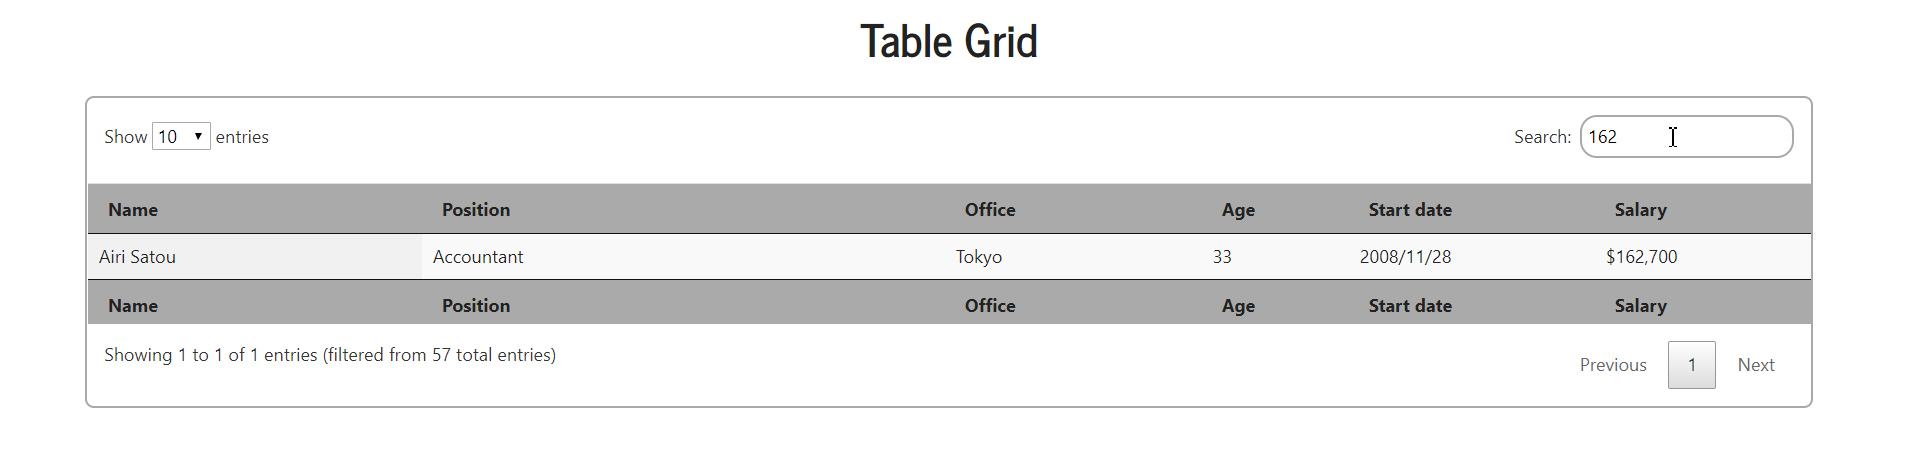 Table Grid
Show 10 entries Search: 162
Name Position Office Age Start date Salary
Airi Satou Accountant Tokyo 33 2008/11/28 $162,700
Name Position Office Age Start date Salary
Showing 1 to 1 of 1 entries (filtered from 57 total entries)
Previous 1 Next